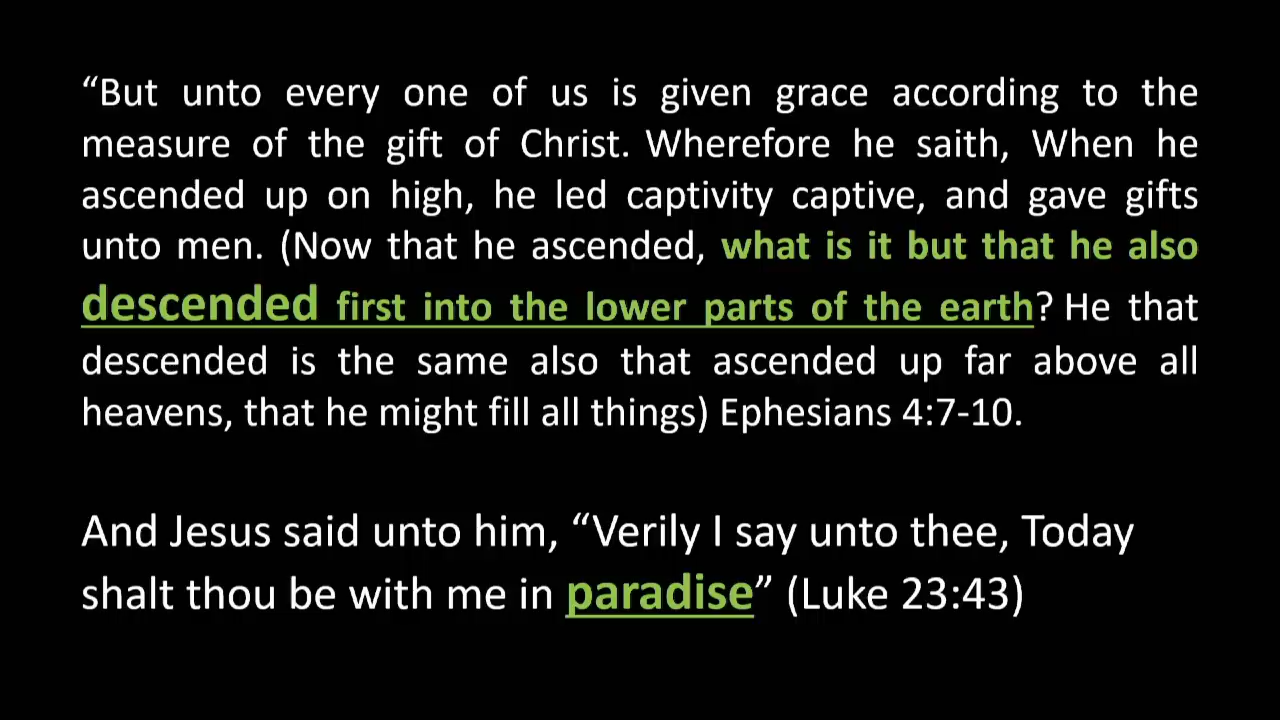 “But unto every one of us is given grace according to the
measure of the gift of Christ. Wherefore he saith, When he
ascended up on high, he led captivity captive, and gave gifts
unto men. (Now that he ascended, what is it but that he also
descended first into the lower parts of the earth? He that
descended is the same also that ascended up far above all
heavens, that he might fill all things) Ephesians 4:7-10.
And Jesus said unto him, “Verily I say unto thee, Today
shalt thou be with me in paradise” (Luke 23:43)